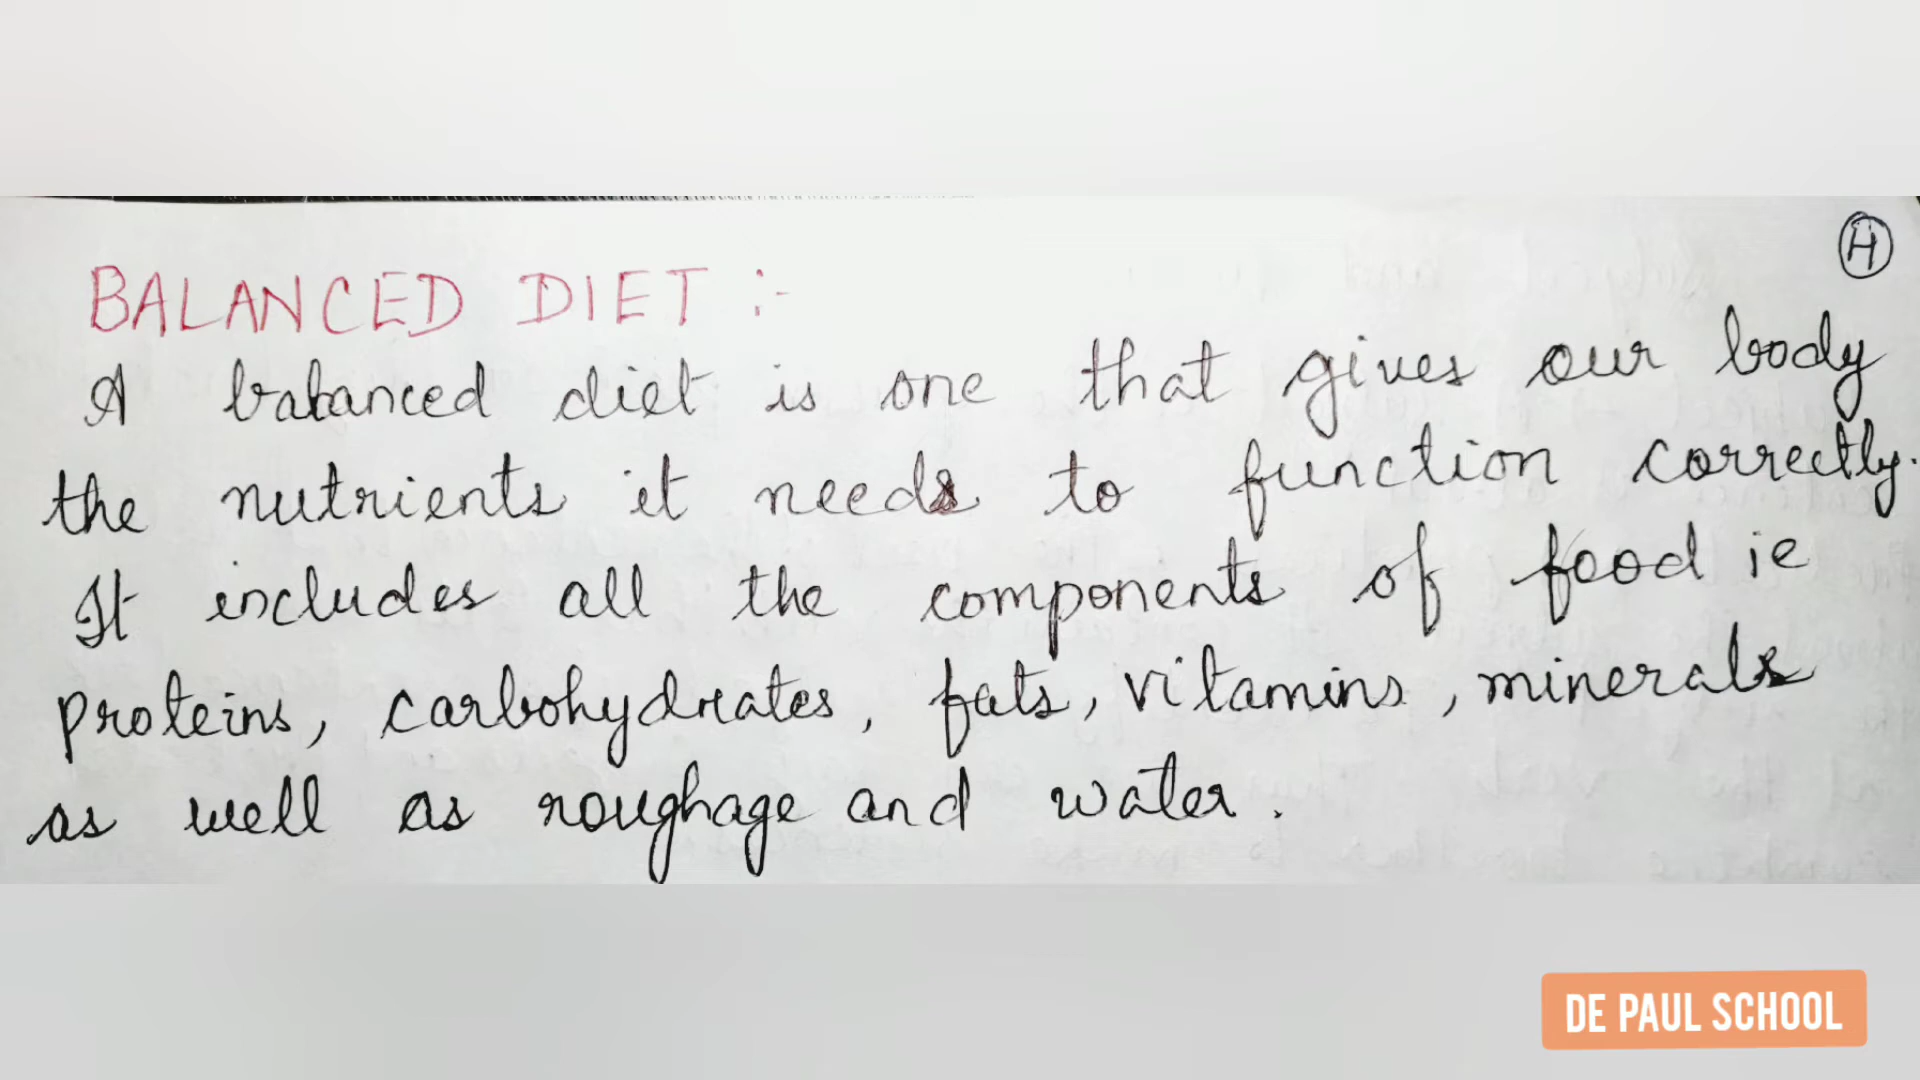 H
BALANCED DIET :-
A balanced diet is one that gives our body
the nutrients it needs to function correctly.
It includes all the components of food ie
proteins, carbohydrates, fats, vitamins, minerals
as well as roughage and water.
DE PAUL SCHOOL